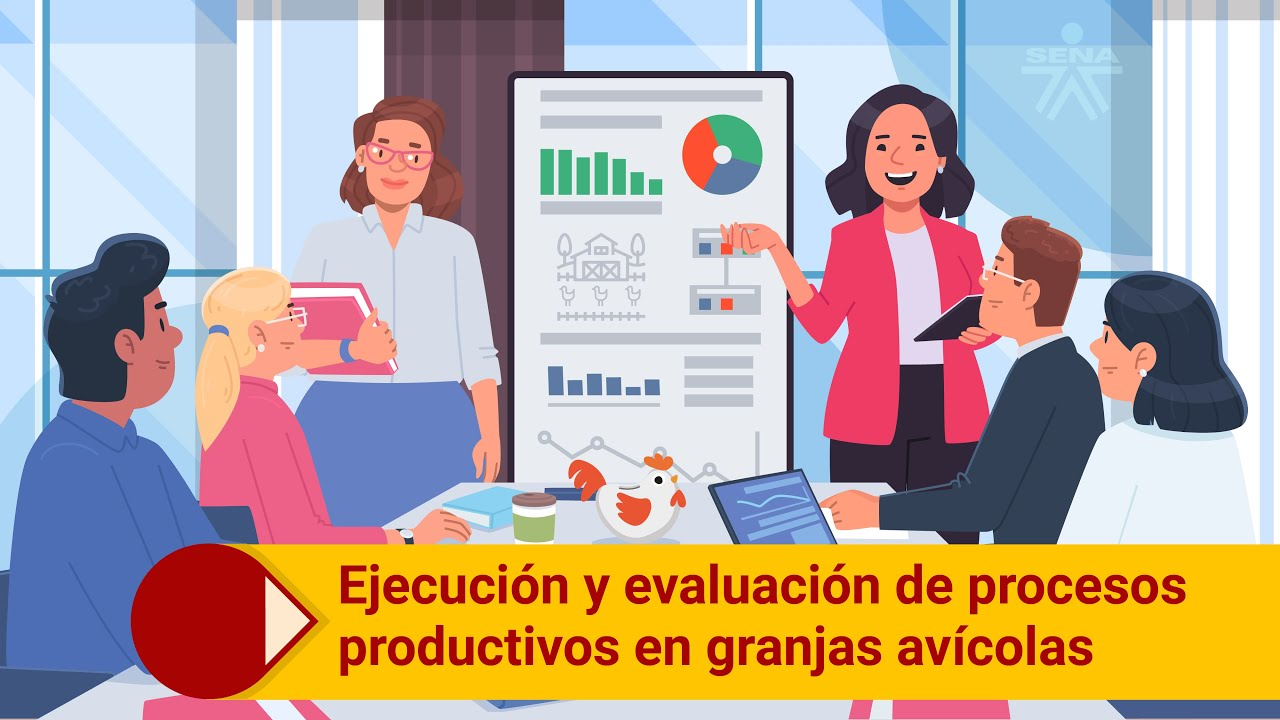 SENA
Ejecución y evaluación de procesos
productivos en granjas avícolas